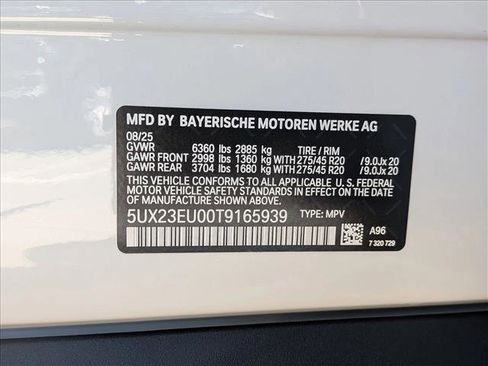 MFD BY BAYERISCHE MOTOREN WERKE AG
08/25
GVWR 6360 lbs 2885 kg TIRE / RIM
GAWR FRONT 2998 lbs 1360 kg WITH 275/45 R20 /9.0Jx 20
GAWR REAR 3704 lbs 1680 kg WITH 275/45 R20 /9.0Jx 20
THIS VEHICLE CONFORMS TO ALL APPLICABLE U. S. FEDERAL
MOTOR VEHICLE SAFETY STANDARDS IN EFFECT ON THE
DATE OF MANUFACTURE SHOWN ABOVE.
5UX23EU00T9165939 TYPE: MPV
A96
7 320 729